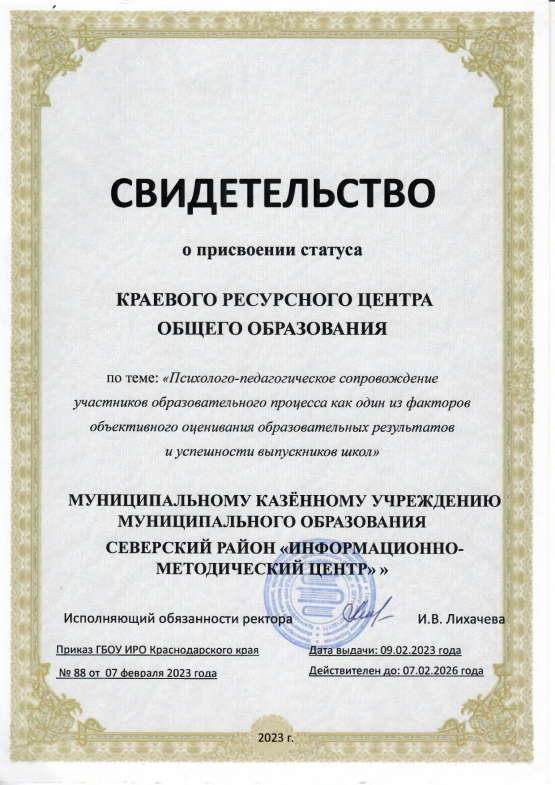 СВИДЕТЕЛЬСТВО
о присвоении статуса
КРАЕВОГО РЕСУРСНОГО ЦЕНТРА
ОБЩЕГО ОБРАЗОВАНИЯ
по теме: «Психолого-педагогическое сопровождение
участников образовательного процесса как один из факторов
объективного оценивания образовательных результатов
и успешности выпускников школ»
МУНИЦИПАЛЬНОМУ КАЗЁННОМУ УЧРЕЖДЕНИЮ
МУНИЦИПАЛЬНОГО ОБРАЗОВАНИЯ
СЕВЕРСКИЙ РАЙОН «ИНФОРМАЦИОННО-
МЕТОДИЧЕСКИЙ ЦЕНТР» »
Исполняющий обязанности ректора И.В. Лихачева
Приказ ГБОУ ИРО Краснодарского края
№ 88 от 07 февраля 2023 года
Дата выдачи: 09.02.2023 года
Действителен до: 07.02.2026 года
2023 г.